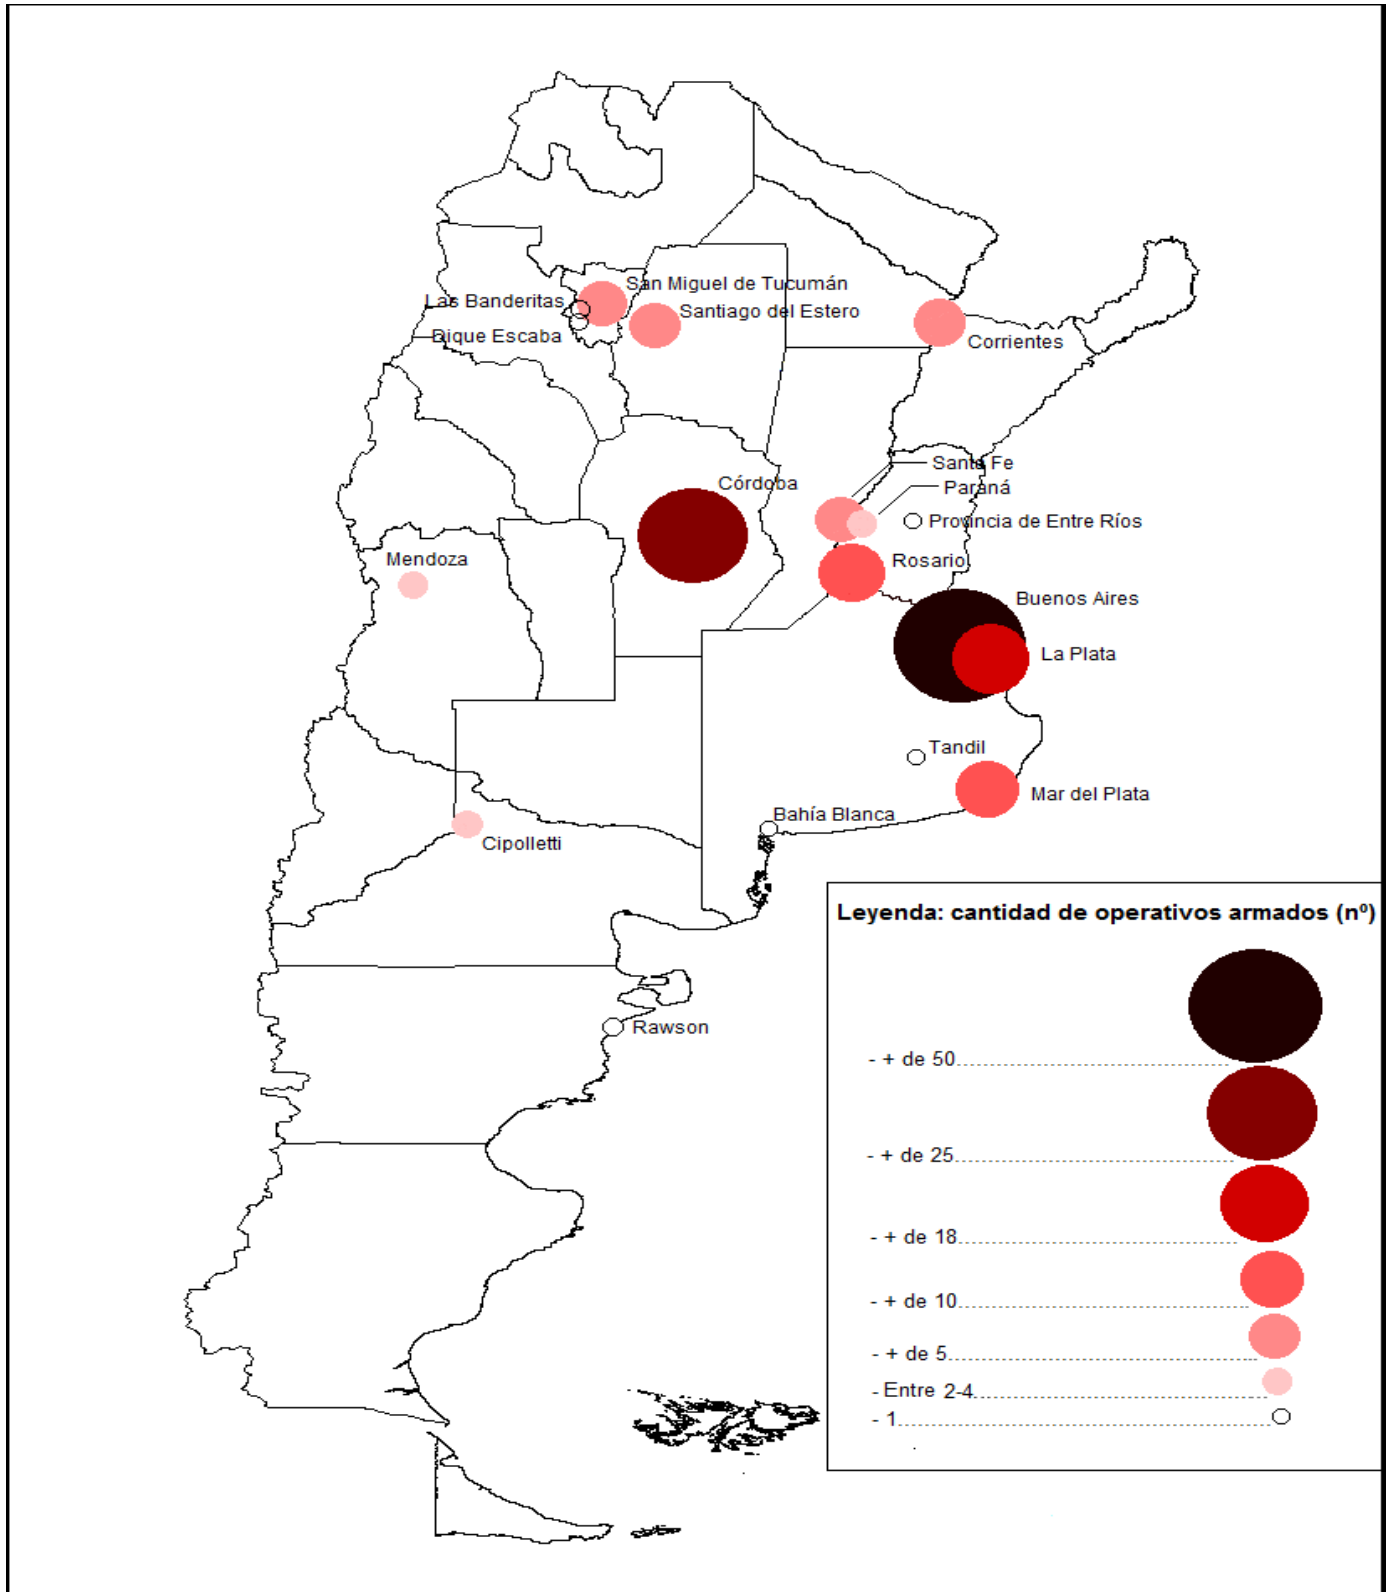 San Miguel de Tucumán
Las Banderitas
Santiago del Estero
Dique Escaba
Corrientes
Santa Fe
Córdoba
Paraná
Provincia de Entre Ríos
Mendoza
Rosario
Buenos Aires
La Plata
Tandil
Mar del Plata
Bahía Blanca
Cipolletti
Rawson
Leyenda: cantidad de operativos armados (nº)
- + de 50
- + de 25
- + de 18
- + de 10
- + de 5
- Entre 2-4
- 1